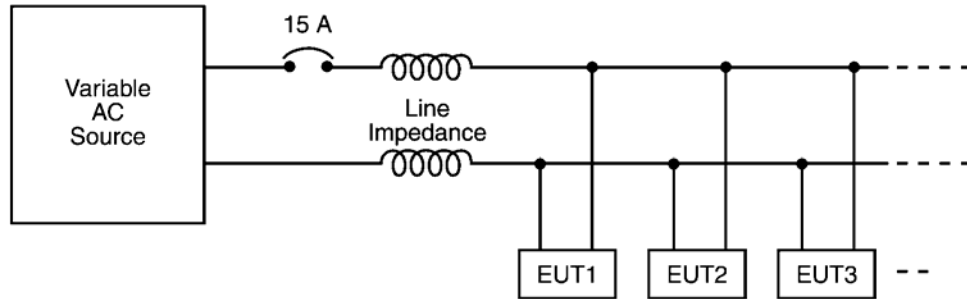 15 A
Variable
AC
Source
Line
Impedance
EUT1
EUT2
EUT3